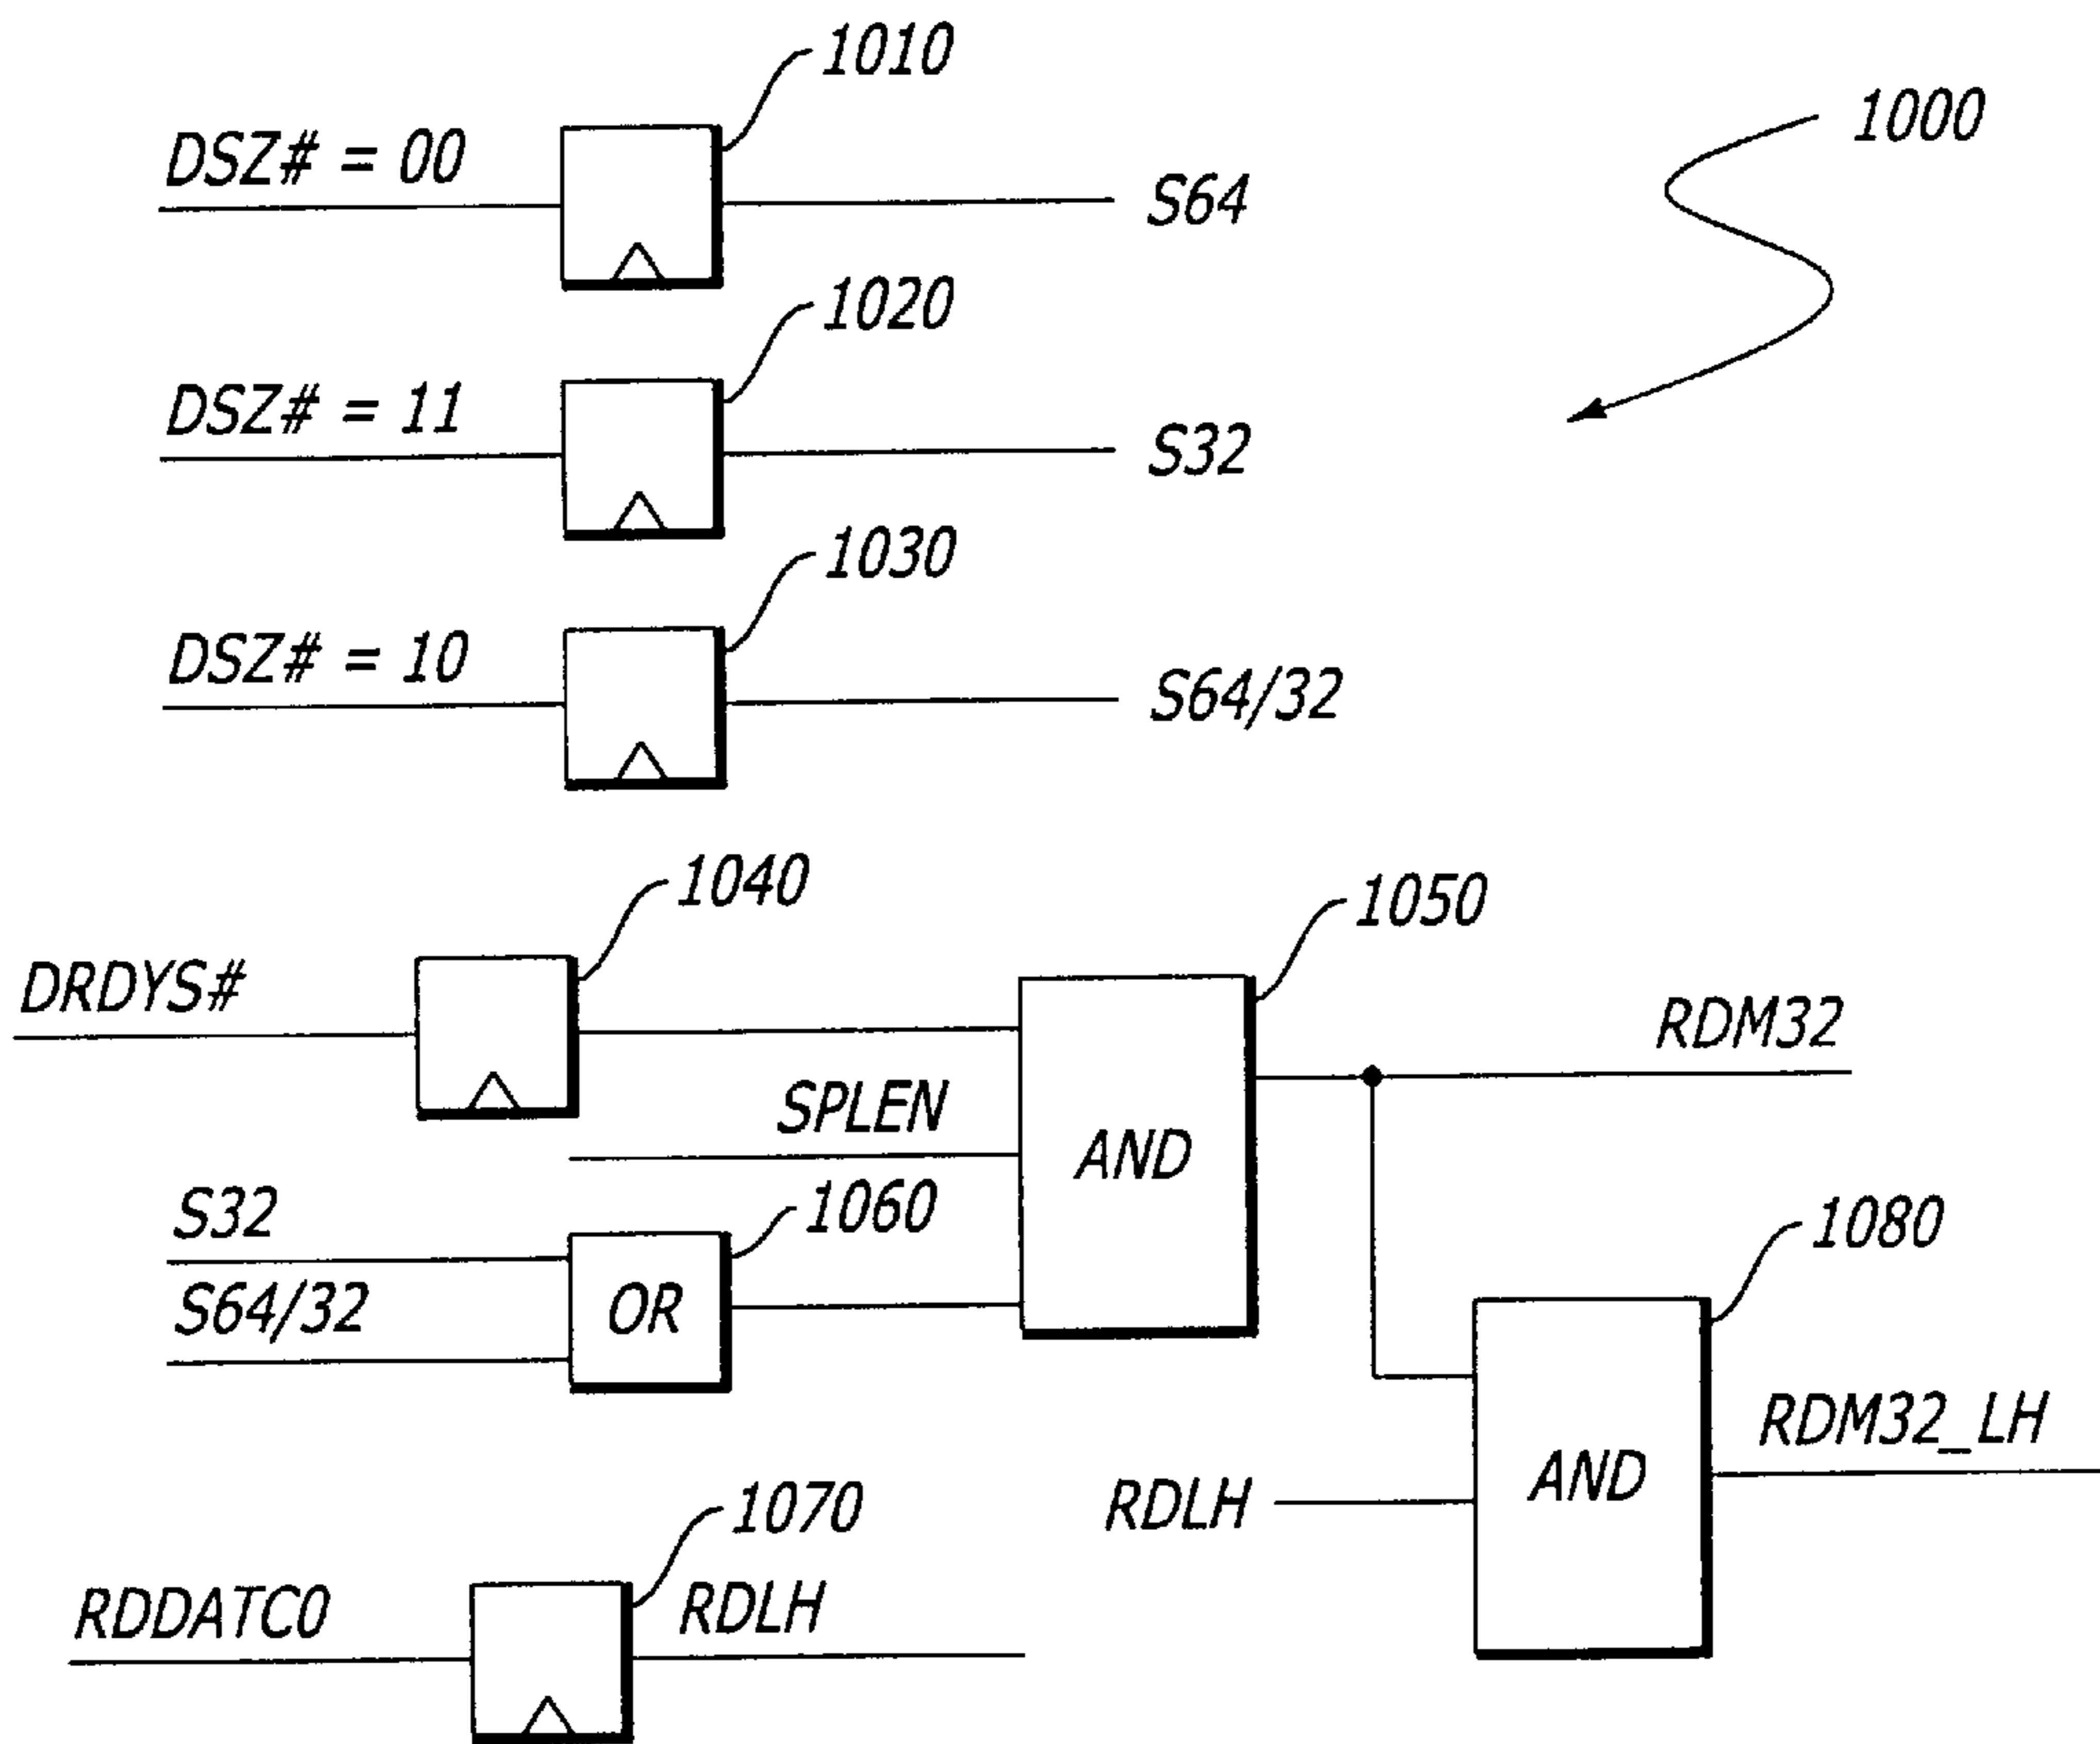 1010
1000
DSZ# = 00
S64
1020
DSZ# = 11
S32
1030
DSZ# = 10
S64/32
1040
1050
DRDYS#
RDM32
SPLEN
AND
S32
1060
1080
S64/32
OR
RDM32_LH
AND
RDLH
1070
RDDATC0
RDLH